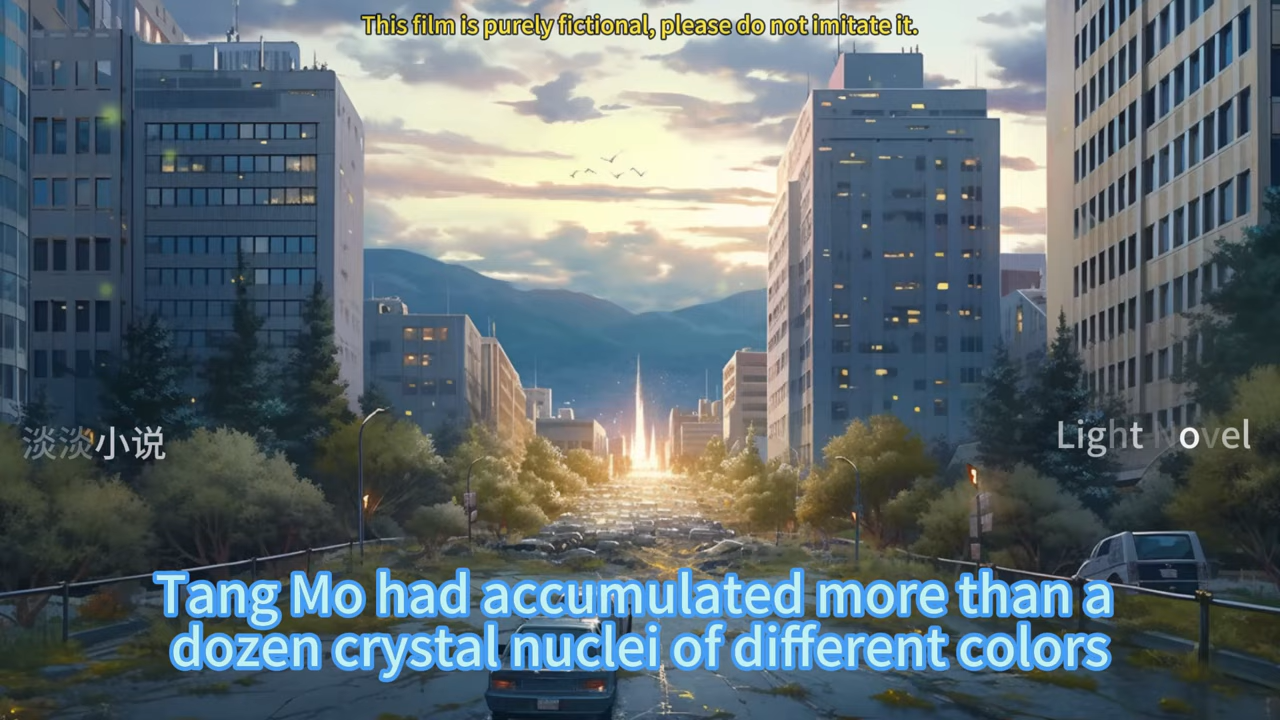 This film is purely fictional, please do not imitate it.
淡淡小说
Light Novel
Tang Mo had accumulated more than a
dozen crystal nuclei of different colors